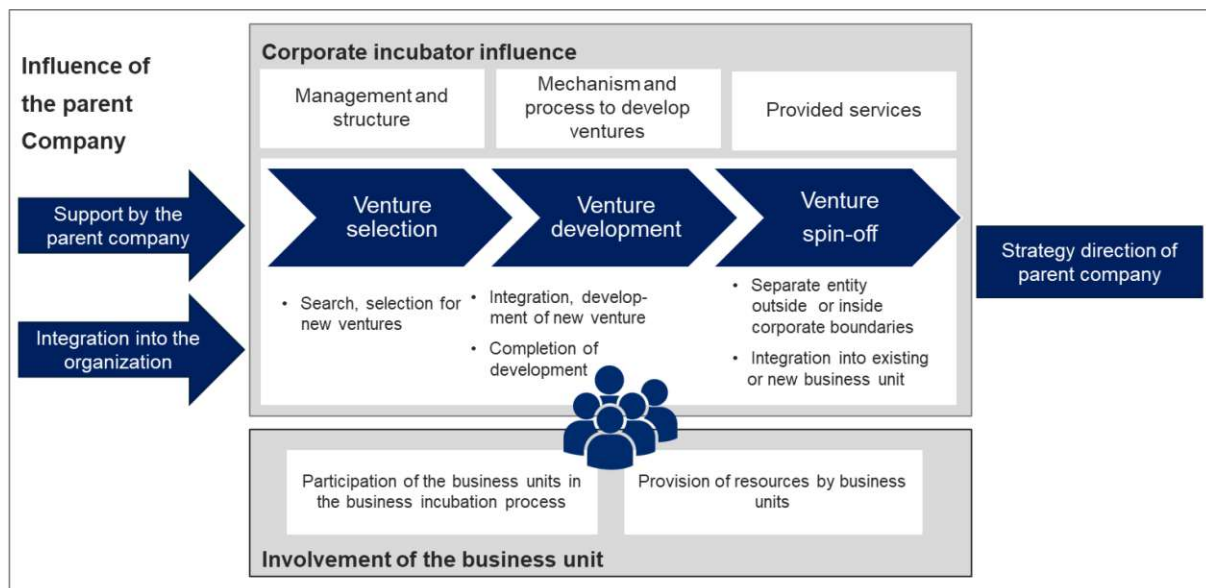 Influence of
the parent
Company
Support by the
parent company
Integration into the
organization
Corporate incubator influence
Management and
structure
Mechanism and
process to develop
ventures
Provided services
Venture
selection
Venture
development
Venture
spin-off
• Search, selection for
new ventures
• Integration, develop-
ment of new venture
• Completion of
development
• Separate entity
outside or inside
corporate boundaries
• Integration into existing
or new business unit
Strategy direction of
parent company
Participation of the business units in
the business incubation process
Provision of resources by business
units
Involvement of the business unit